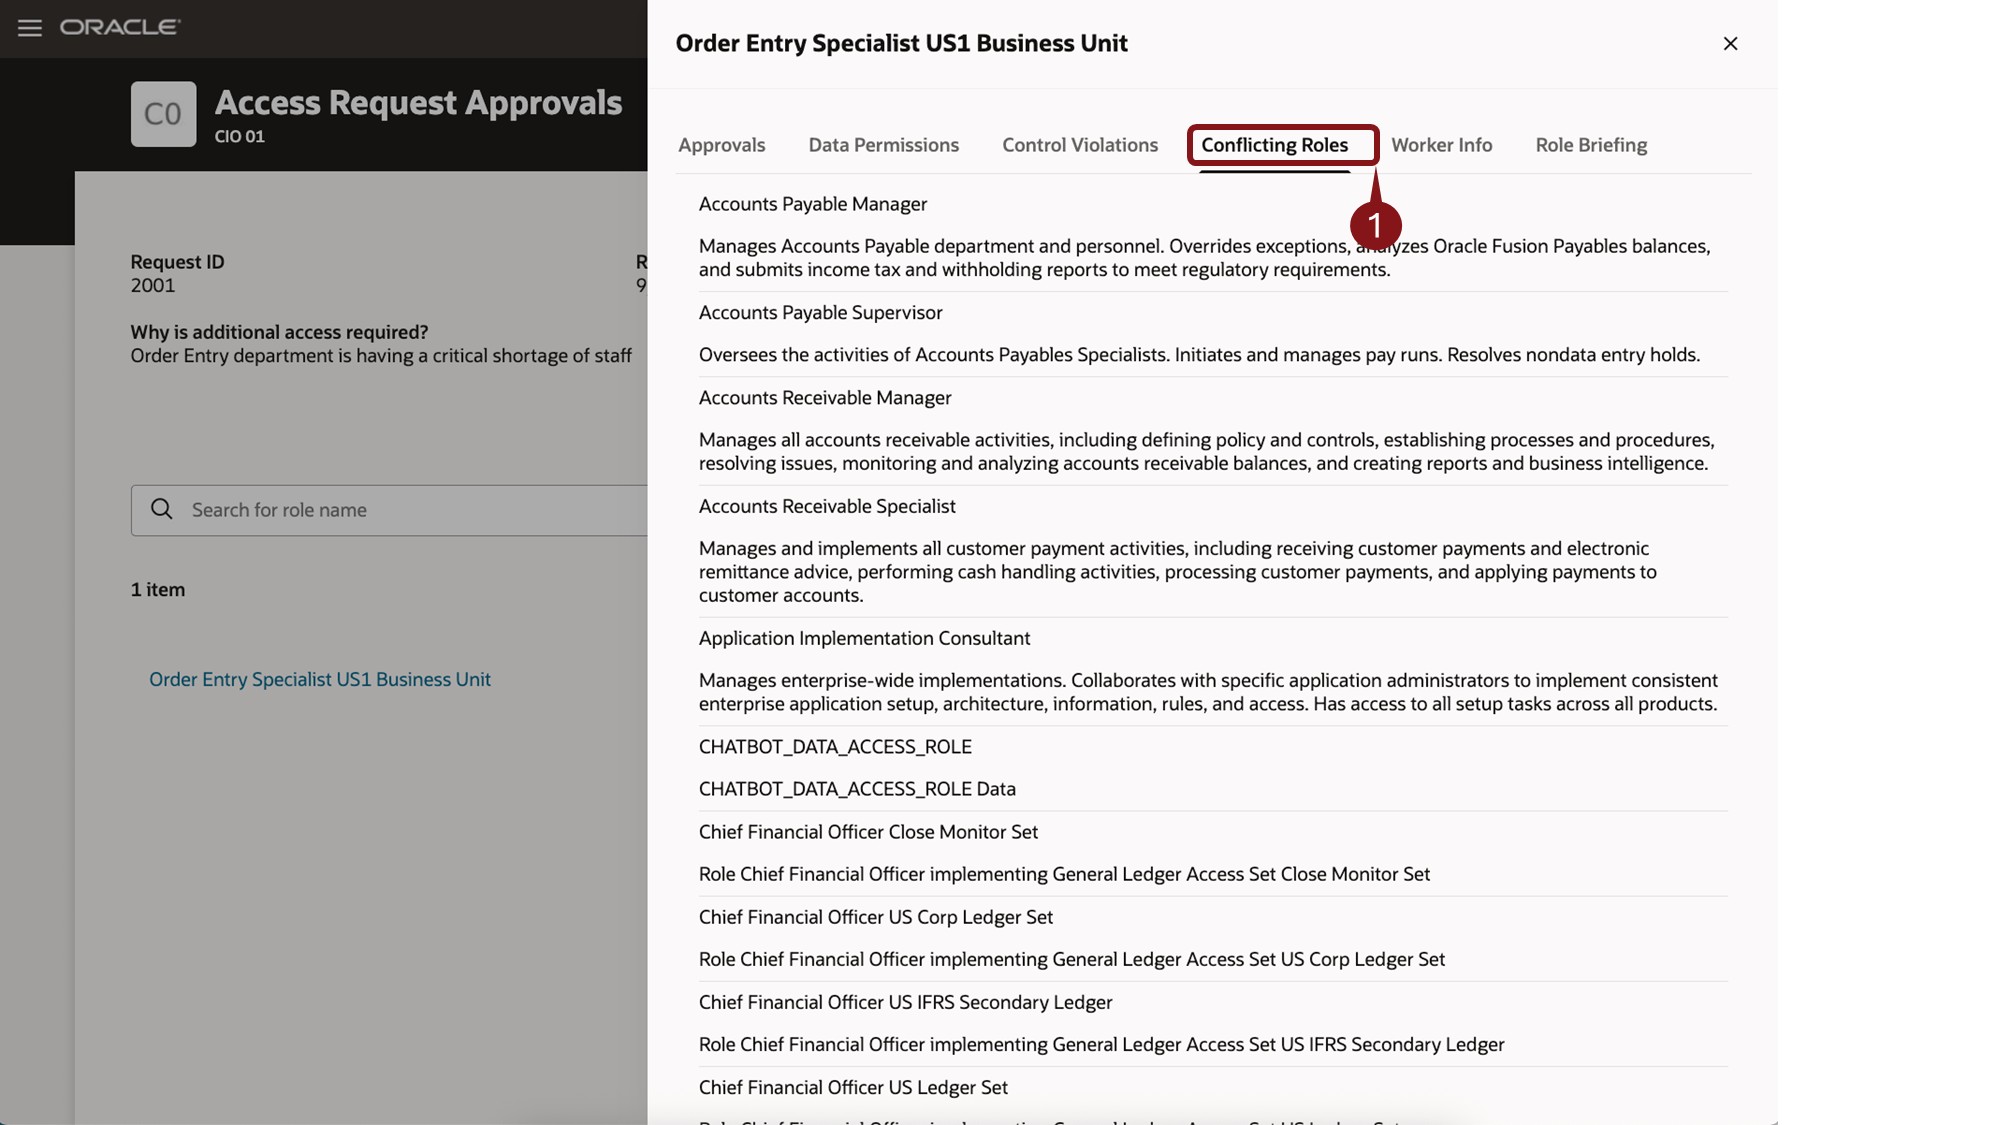 ORACLE
C0
Access Request Approvals
CIO 01
Request ID
2001
Why is additional access required?
Order Entry department is having a critical shortage of staff
Search for role name
1 item
Order Entry Specialist US1 Business Unit
Order Entry Specialist US1 Business Unit
Approvals
Data Permissions
Control Violations
Conflicting Roles
Worker Info
Role Briefing
1
Accounts Payable Manager
Manages Accounts Payable department and personnel. Overrides exceptions, analyzes Oracle Fusion Payables balances,
and submits income tax and withholding reports to meet regulatory requirements.
Accounts Payable Supervisor
Oversees the activities of Accounts Payables Specialists. Initiates and manages pay runs. Resolves nondata entry holds.
Accounts Receivable Manager
Manages all accounts receivable activities, including defining policy and controls, establishing processes and procedures,
resolving issues, monitoring and analyzing accounts receivable balances, and creating reports and business intelligence.
Accounts Receivable Specialist
Manages and implements all customer payment activities, including receiving customer payments and electronic
remittance advice, performing cash handling activities, processing customer payments, and applying payments to
customer accounts.
Application Implementation Consultant
Manages enterprise-wide implementations. Collaborates with specific application administrators to implement consistent
enterprise application setup, architecture, information, rules, and access. Has access to all setup tasks across all products.
CHATBOT_DATA_ACCESS_ROLE
CHATBOT_DATA_ACCESS_ROLE Data
Chief Financial Officer Close Monitor Set
Role Chief Financial Officer implementing General Ledger Access Set Close Monitor Set
Chief Financial Officer US Corp Ledger Set
Role Chief Financial Officer implementing General Ledger Access Set US Corp Ledger Set
Chief Financial Officer US IFRS Secondary Ledger
Role Chief Financial Officer implementing General Ledger Access Set US IFRS Secondary Ledger
Chief Financial Officer US Ledger Set